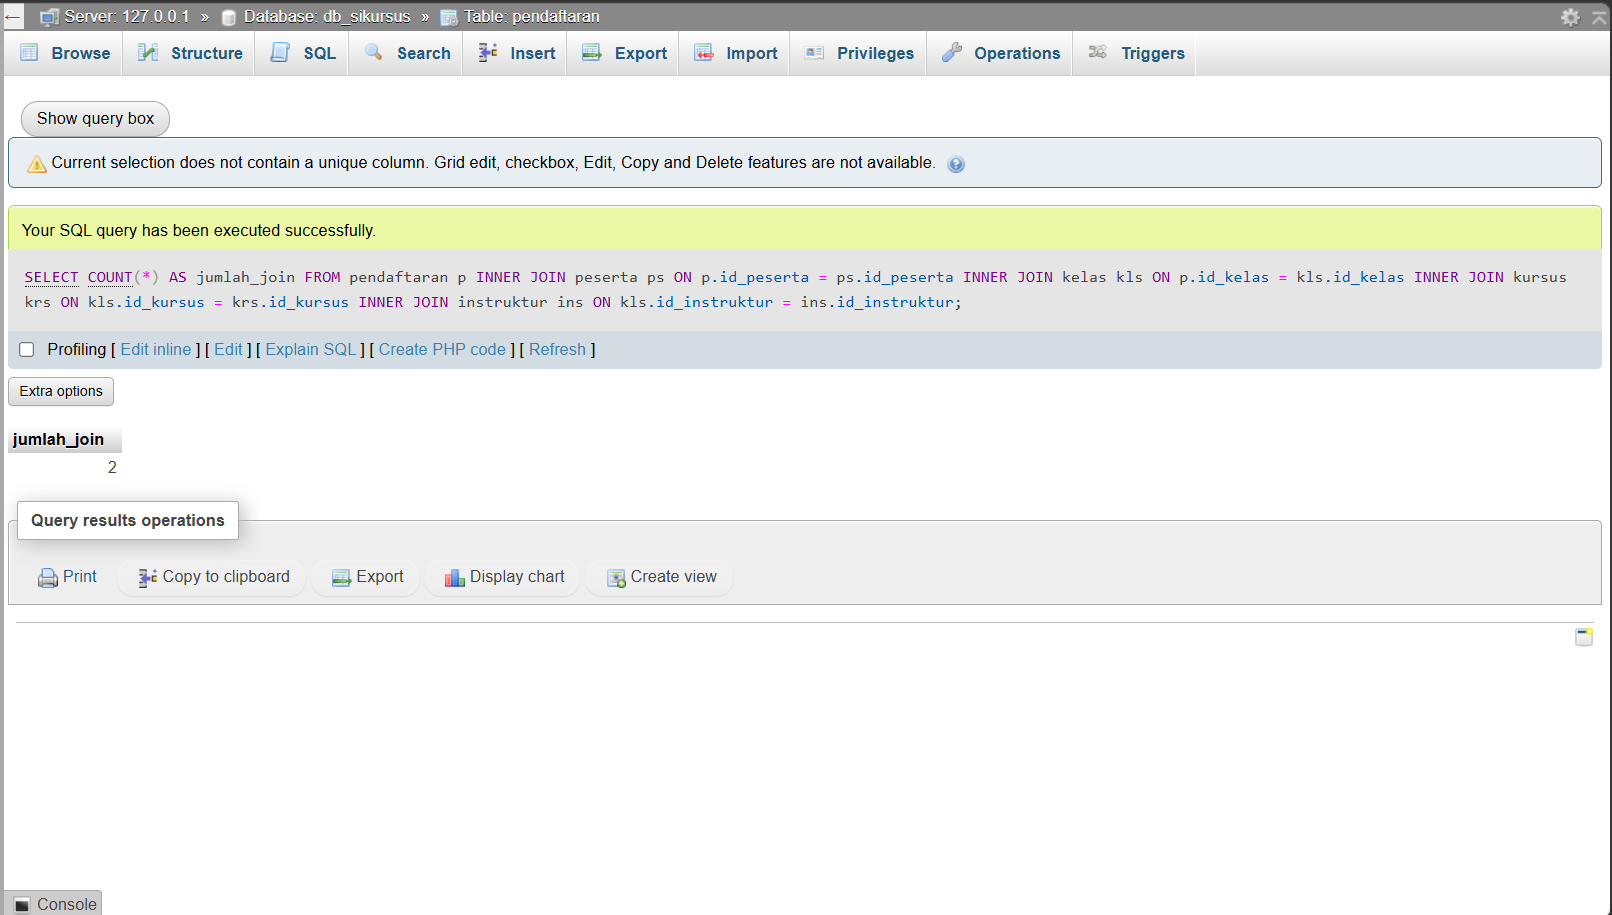 ← Server: 127.0.0.1 » Database: db_sikursus » Table: pendaftaran
Browse Structure SQL Search Insert Export Import Privileges Operations Triggers
Show query box
Current selection does not contain a unique column. Grid edit, checkbox, Edit, Copy and Delete features are not available.
Your SQL query has been executed successfully.
SELECT COUNT(*) AS jumlah_join FROM pendaftaran p INNER JOIN peserta ps ON p.id_peserta = ps.id_peserta INNER JOIN kelas kls ON p.id_kelas = kls.id_kelas INNER JOIN kursus
krs ON kls.id_kursus = krs.id_kursus INNER JOIN instruktur ins ON kls.id_instruktur = ins.id_instruktur;
Profiling [ Edit inline ] [ Edit ] [ Explain SQL ] [ Create PHP code ] [ Refresh ]
Extra options
jumlah_join
2
Query results operations
Print Copy to clipboard Export Display chart Create view
Console